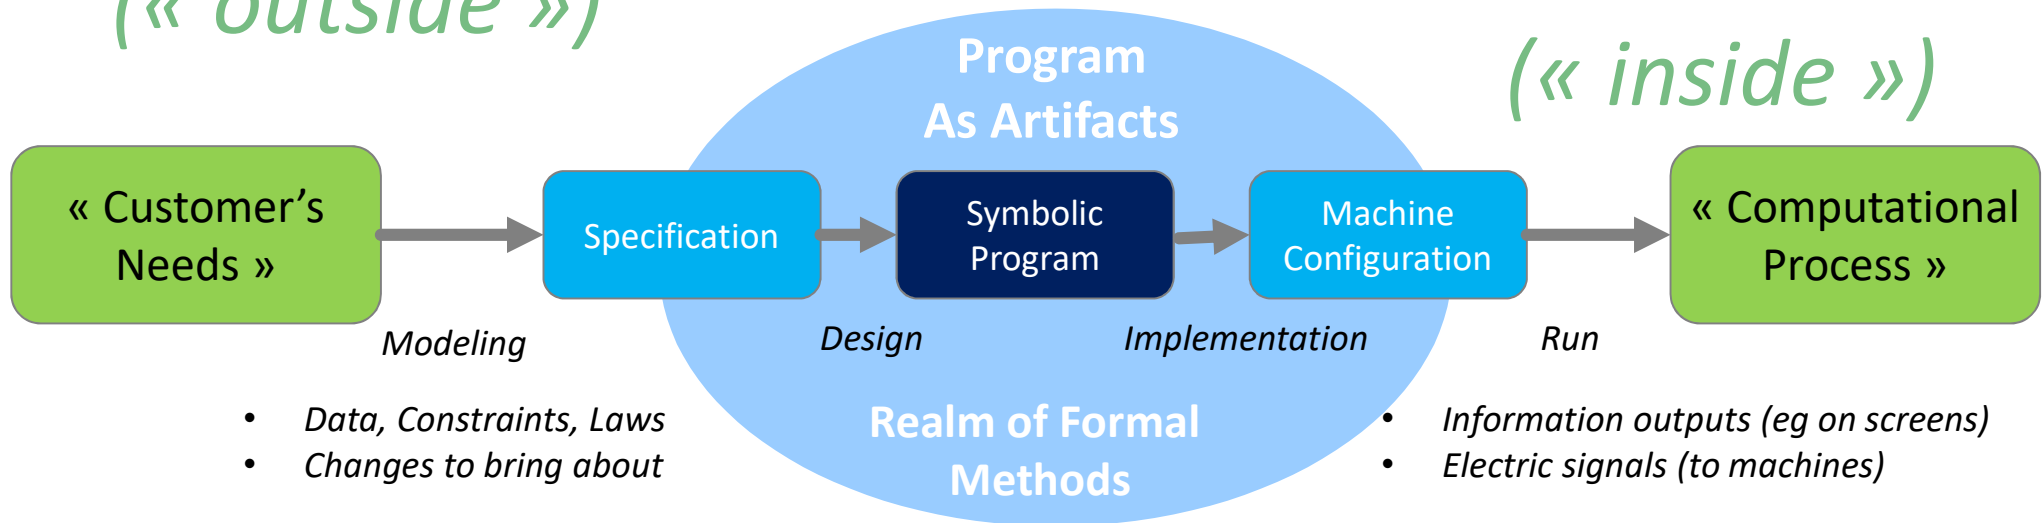 (« outside »)
Program
As Artifacts
(« inside »)
« Customer’s
Needs »
Specification
Symbolic
Program
Machine
Configuration
« Computational
Process »
Modeling
Design
Implementation
Run
• Data, Constraints, Laws
• Changes to bring about
Realm of Formal
Methods
• Information outputs (eg on screens)
• Electric signals (to machines)